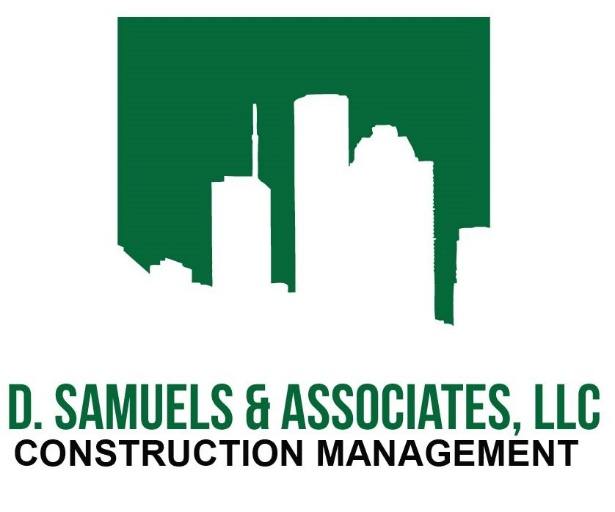 D. SAMUELS & ASSOCIATES, LLC
CONSTRUCTION MANAGEMENT